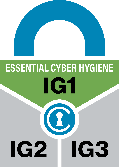 ESSENTIAL CYBER HYGIENE
IG1
IG2 IG3